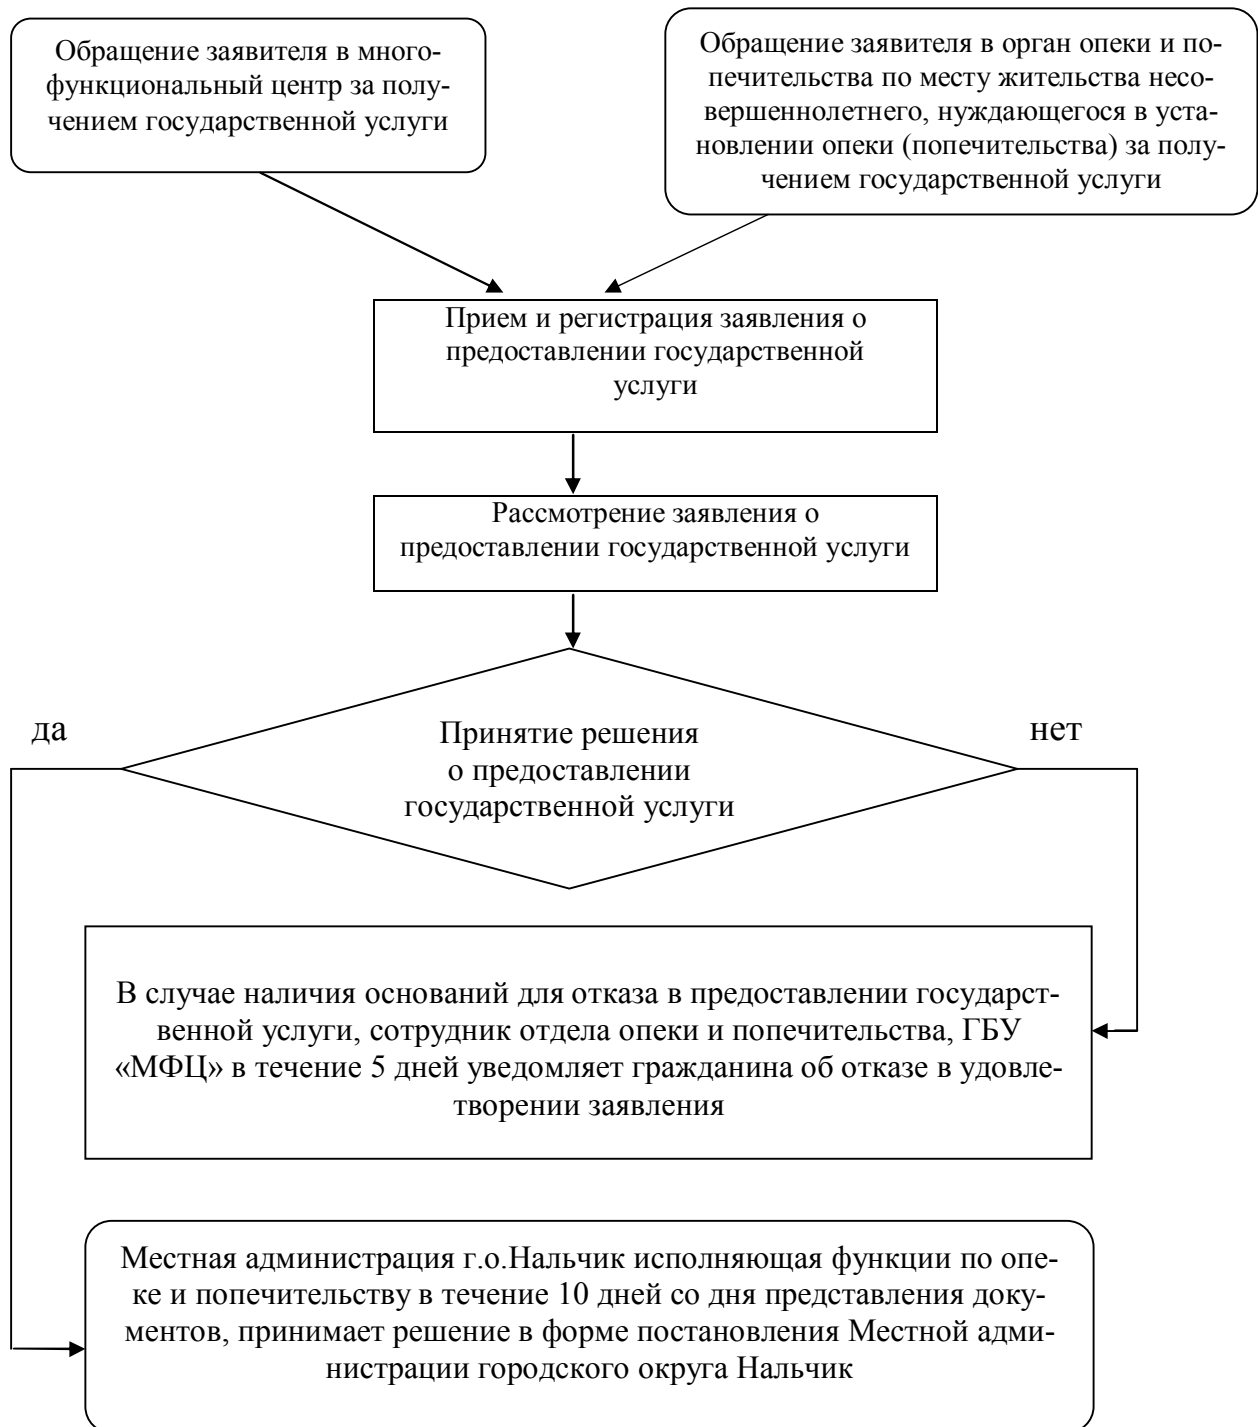 Обращение заявителя в много-
функциональный центр за полу-
чением государственной услуги
Обращение заявителя в орган опеки и по-
печительства по месту жительства несо-
вершеннолетнего, нуждающегося в уста-
новлении опеки (попечительства) за полу-
чением государственной услуги
Прием и регистрация заявления о
предоставлении государственной
услуги
Рассмотрение заявления о
предоставлении государственной услуги
да
Принятие решения
о предоставлении
государственной услуги
нет
В случае наличия оснований для отказа в предоставлении государст-
венной услуги, сотрудник отдела опеки и попечительства, ГБУ
«МФЦ» в течение 5 дней уведомляет гражданина об отказе в удовле-
творении заявления
Местная администрация г.о.Нальчик исполняющая функции по опе-
ке и попечительству в течение 10 дней со дня представления доку-
ментов, принимает решение в форме постановления Местной адми-
нистрации городского округа Нальчик